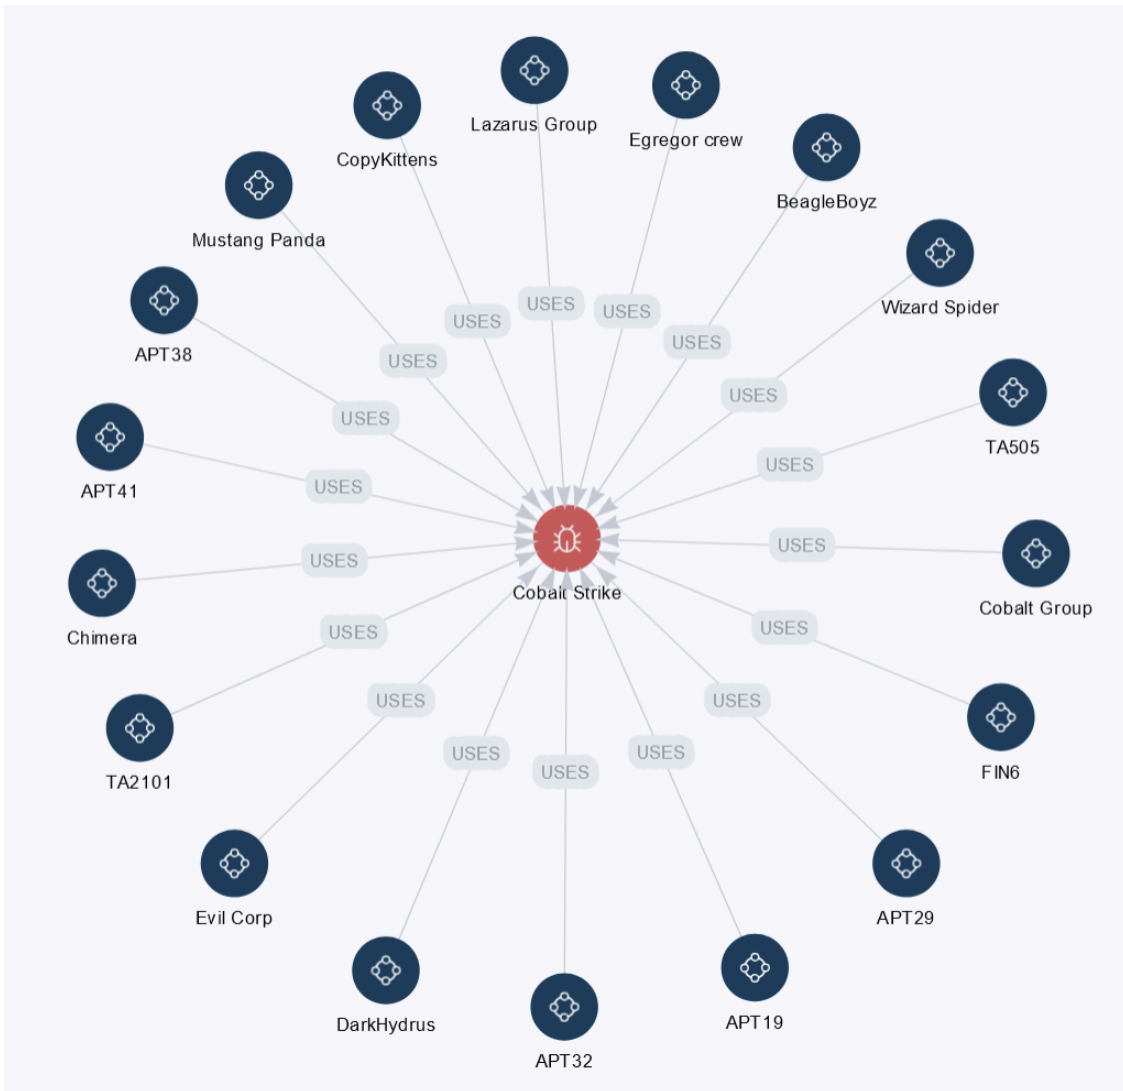 Lazarus Group
Egregor crew
CopyKittens
BeagleBoyz
Mustang Panda
Wizard Spider
USES
USES
USES
USES
APT38
USES
USES
USES
USES
TA505
USES
APT41
USES
USES
USES
Cobalt Strike
Cobalt Group
Chimera
USES
USES
USES
USES
USES
USES
USES
TA2101
FIN6
Evil Corp
APT29
DarkHydrus
APT19
APT32